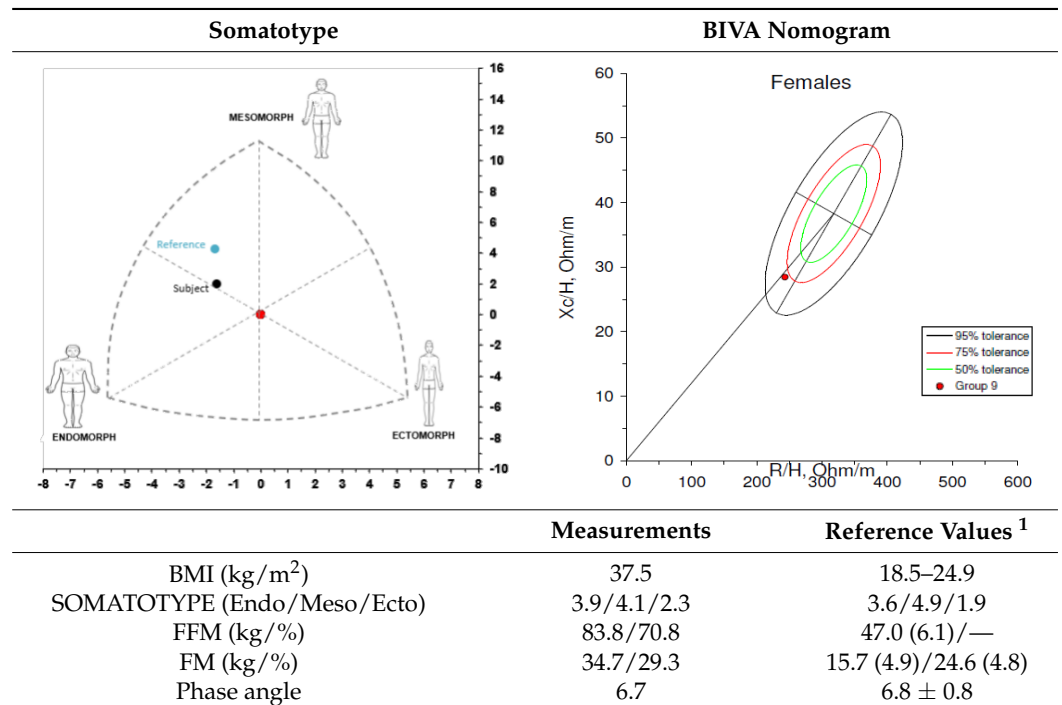 Somatotype BIVA Nomogram
16
14
12
10
8
6
4
2
0
-2
-4
-6
-8
-10
MESOMORPH
Reference
Subject
ENDOMORPH
ECTOMORPH
-8 -7 -6 -5 -4 -3 -2 -1 0 1 2 3 4 5 6 7 8
Females
60
50
40
30
20
10
0
Xc/H, Ohm/m
95% tolerance
75% tolerance
50% tolerance
Group 9
R/H, Ohm/m
0 100 200 300 400 500 600
Measurements Reference Values 1
BMI (kg/m2) 37.5 18.5–24.9
SOMATOTYPE (Endo/Meso/Ecto) 3.9/4.1/2.3 3.6/4.9/1.9
FFM (kg/%) 83.8/70.8 47.0 (6.1)/—
FM (kg/%) 34.7/29.3 15.7 (4.9)/24.6 (4.8)
Phase angle 6.7 6.8 ± 0.8